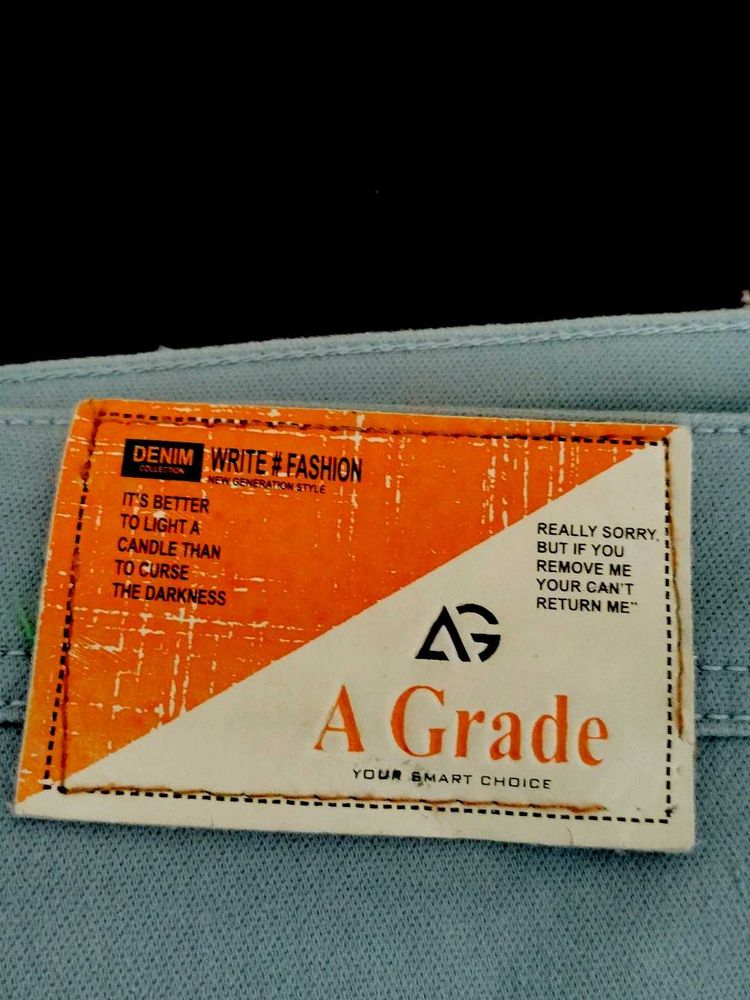 DENIM
COLLECTION
WRITE # FASHION
NEW GENERATION STYLE
IT'S BETTER
TO LIGHT A
CANDLE THAN
TO CURSE
THE DARKNESS
REALLY SORRY,
BUT IF YOU
REMOVE ME
YOUR CAN'T
RETURN ME"
AG
A Grade
YOUR SMART CHOICE